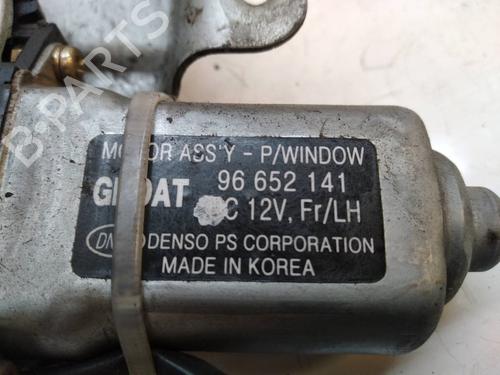 MOTOR ASS'Y - P/WINDOW
96 652 141
C 12V, Fr/LH
DENSO PS CORPORATION
MADE IN KOREA
B-PARTS